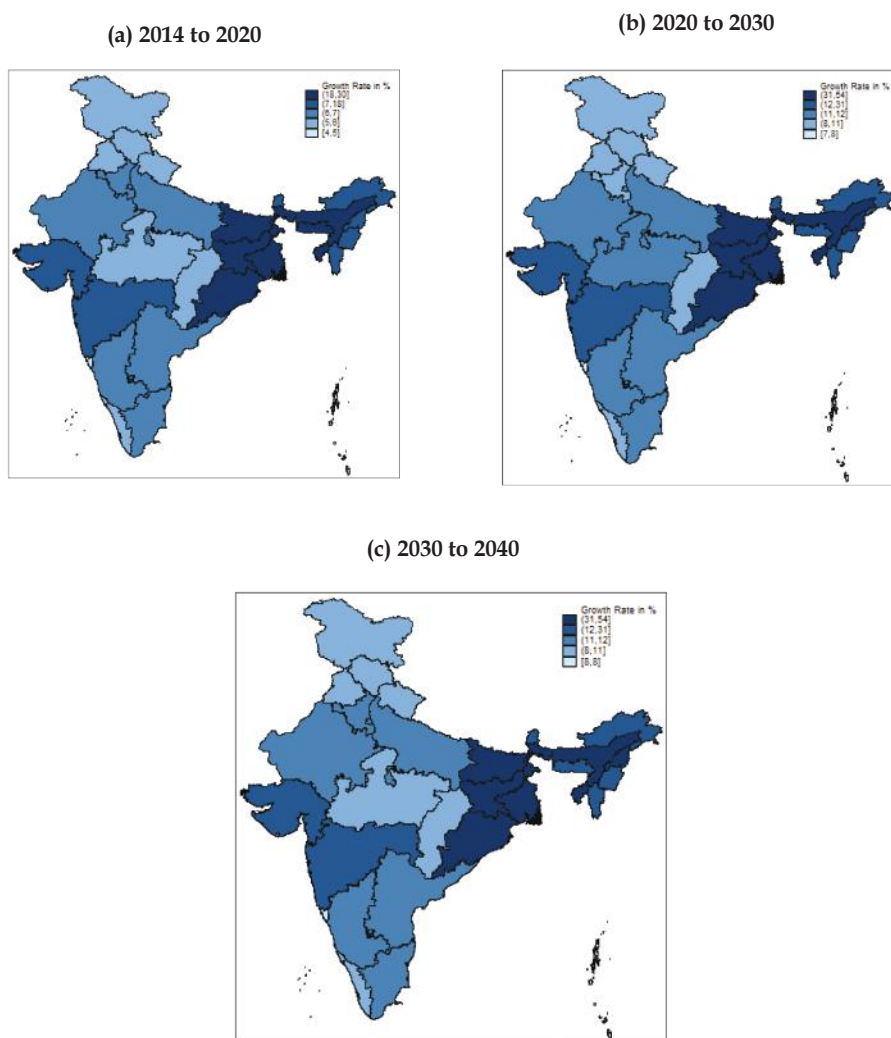 (a) 2014 to 2020
Growth Rate in %
(18,30]
(7,18]
(6,7]
(5,6]
[4,5]
(b) 2020 to 2030
Growth Rate in %
(31,54]
(12,31]
(11,12]
(8,11]
[7,8]
(c) 2030 to 2040
Growth Rate in %
(31,54]
(12,31]
(11,12]
(8,11]
[8,8]